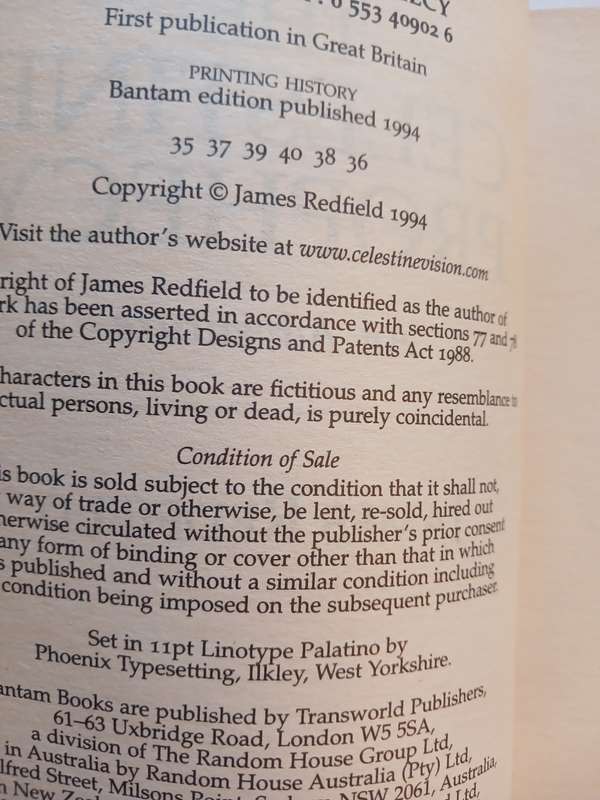 0 553 40902 6
First publication in Great Britain
PRINTING HISTORY
Bantam edition published 1994
35 37 39 40 38 36
Copyright © James Redfield 1994
Visit the author's website at www.celestinevision.com
right of James Redfield to be identified as the author of
has been asserted in accordance with sections 77 and 78
of the Copyright Designs and Patents Act 1988.
haracters in this book are fictitious and any resemblance to
ctual persons, living or dead, is purely coincidental.
Condition of Sale
is book is sold subject to the condition that it shall not,
way of trade or otherwise, be lent, re-sold, hired out
herwise circulated without the publisher's prior consent
any form of binding or cover other than that in which
s published and without a similar condition including
condition being imposed on the subsequent purchaser.
Set in 11pt Linotype Palatino by
Phoenix Typesetting, Ilkley, West Yorkshire.
antam Books are published by Transworld Publishers,
61–63 Uxbridge Road, London W5 5SA,
a division of The Random House Group Ltd,
in Australia by Random House Australia (Pty) Ltd,
lfred Street, Milsons Point, NSW 2061, Australia,
New